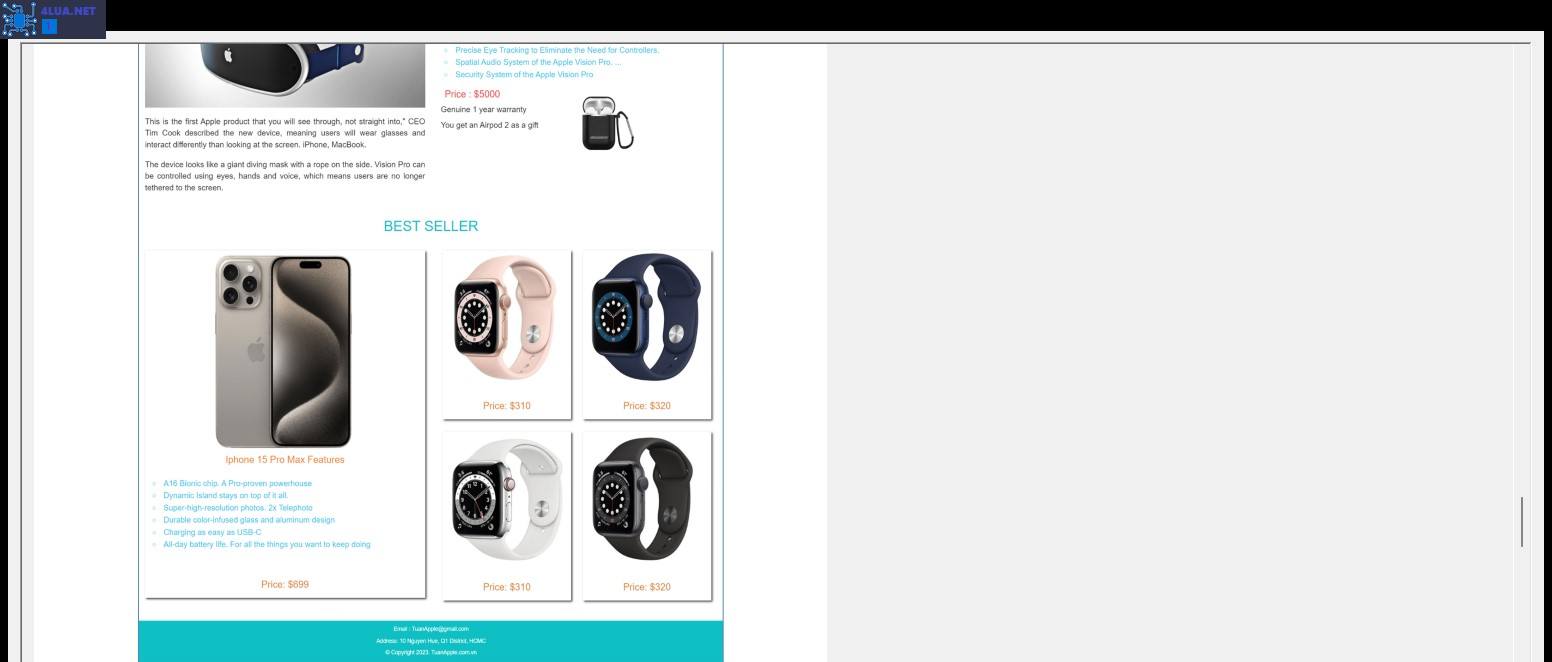 4LUA.NET
Precise Eye Tracking to Eliminate the Need for Controllers.
Spatial Audio System of the Apple Vision Pro. ...
Security System of the Apple Vision Pro
Price : $5000
Genuine 1 year warranty
You get an Airpod 2 as a gift
This is the first Apple product that you will see through, not straight into," CEO
Tim Cook described the new device, meaning users will wear glasses and
interact differently than looking at the screen. iPhone, MacBook.
The device looks like a giant diving mask with a rope on the side. Vision Pro can
be controlled using eyes, hands and voice, which means users are no longer
tethered to the screen.
BEST SELLER
Iphone 15 Pro Max Features
A16 Bionic chip. A Pro-proven powerhouse
Dynamic Island stays on top of it all.
Super-high-resolution photos. 2x Telephoto
Durable color-infused glass and aluminum design
Charging as easy as USB-C
All-day battery life. For all the things you want to keep doing
Price: $699
Price: $310
Price: $320
Price: $310
Price: $320
Email : TuanApple@gmail.com
Address: 10 Nguyen Hue, Q1 District, HCMC
© Copyright 2023. TuanApple.com.vn